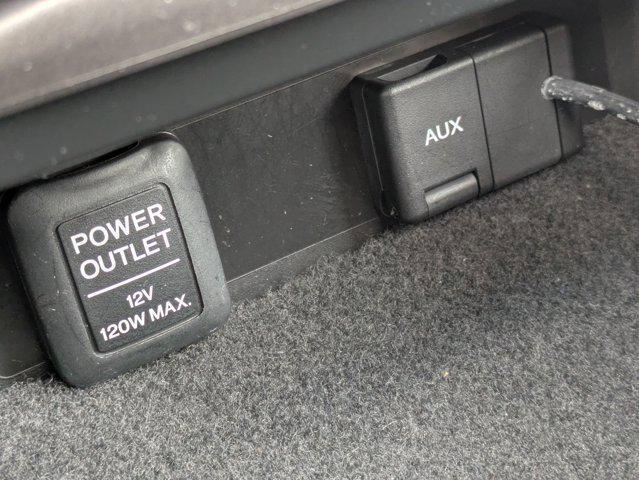 POWER
OUTLET
12V
120W MAX.
AUX